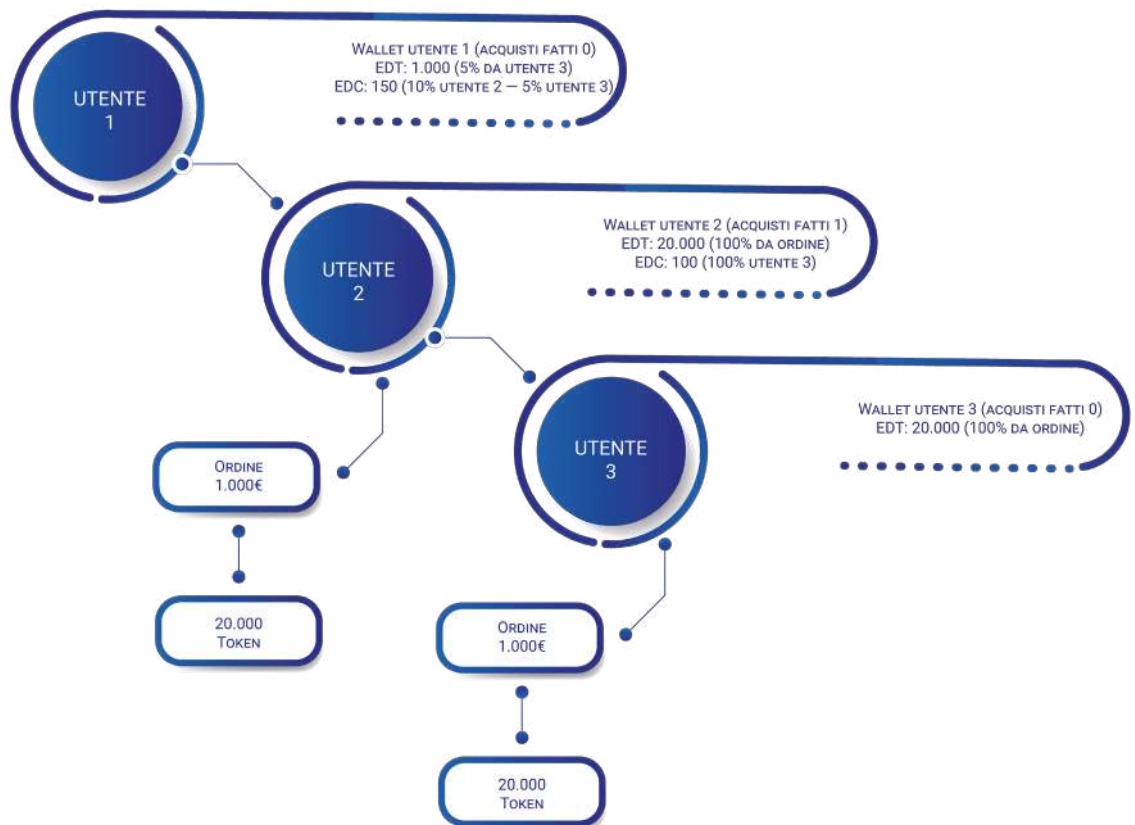 UTENTE
1
WALLET UTENTE 1 (ACQUISTI FATTI 0)
EDT: 1.000 (5% DA UTENTE 3)
EDC: 150 (10% UTENTE 2 — 5% UTENTE 3)
UTENTE
2
WALLET UTENTE 2 (ACQUISTI FATTI 1)
EDT: 20.000 (100% DA ORDINE)
EDC: 100 (100% UTENTE 3)
UTENTE
3
WALLET UTENTE 3 (ACQUISTI FATTI 0)
EDT: 20.000 (100% DA ORDINE)
ORDINE
1.000€
20.000
TOKEN
ORDINE
1.000€
20.000
TOKEN